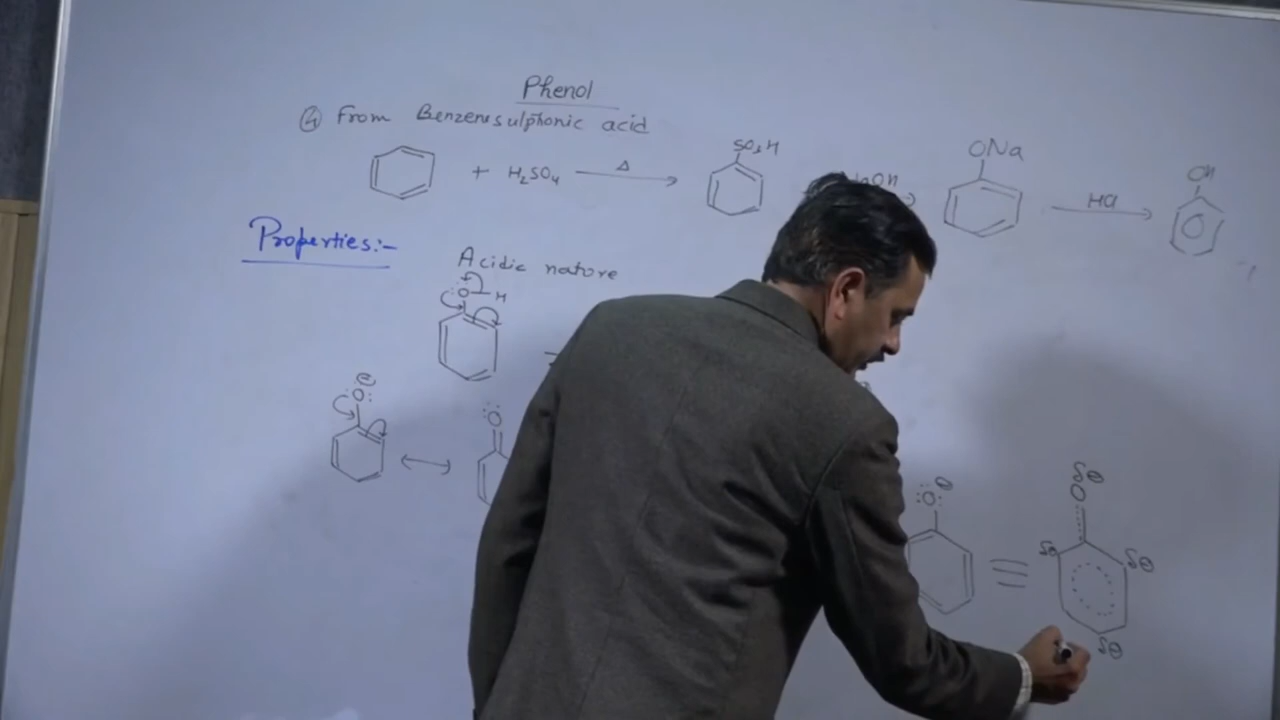 Phenol
④ From Benzenesulphonic acid
+ H₂SO₄ Δ → SO₃H → ONa HCl → OH
Properties:-
Acidic nature
:O-H
:O:⊖ ↔ :O: :O:⊖ ≡ δ⊖ O
δ⊖ δ⊖
δ⊖